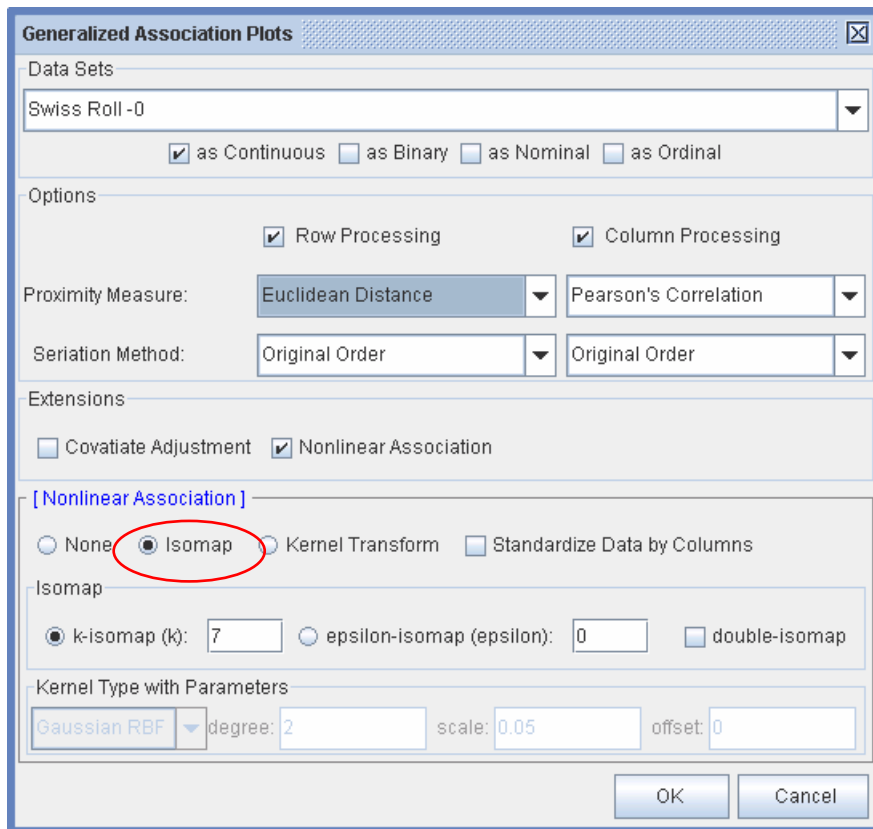 Generalized Association Plots
Data Sets
Swiss Roll -0
as Continuous as Binary as Nominal as Ordinal
Options
Row Processing Column Processing
Proximity Measure: Euclidean Distance Pearson's Correlation
Seriation Method: Original Order Original Order
Extensions
Covatiate Adjustment Nonlinear Association
[ Nonlinear Association ]
None Isomap Kernel Transform Standardize Data by Columns
Isomap
k-isomap (k): 7 epsilon-isomap (epsilon): 0 double-isomap
Kernel Type with Parameters
Gaussian RBF degree: 2 scale: 0.05 offset: 0
OK Cancel